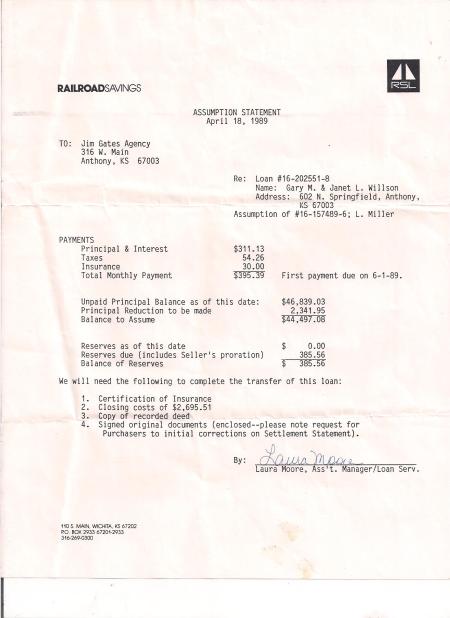 RAILROADSAVINGS
RSL
ASSUMPTION STATEMENT
April 18, 1989
TO: Jim Gates Agency
316 W. Main
Anthony, KS 67003
Re: Loan #16-202551-8
Name: Gary M. & Janet L. Willson
Address: 602 N. Springfield, Anthony,
KS 67003
Assumption of #16-157489-6; L. Miller
PAYMENTS
Principal & Interest $311.13
Taxes 54.26
Insurance 30.00
Total Monthly Payment $395.39 First payment due on 6-1-89.
Unpaid Principal Balance as of this date: $46,839.03
Principal Reduction to be made 2,341.95
Balance to Assume $44,497.08
Reserves as of this date $ 0.00
Reserves due (includes Seller's proration) 385.56
Balance of Reserves $ 385.56
We will need the following to complete the transfer of this loan:
1. Certification of Insurance
2. Closing costs of $2,695.51
3. Copy of recorded deed
4. Signed original documents (enclosed--please note request for
Purchasers to initial corrections on Settlement Statement).
By: Laura Moore
Laura Moore, Ass't. Manager/Loan Serv.
110 S. MAIN, WICHITA, KS 67202
P.O. BOX 2933 67201-2933
316-269-0300